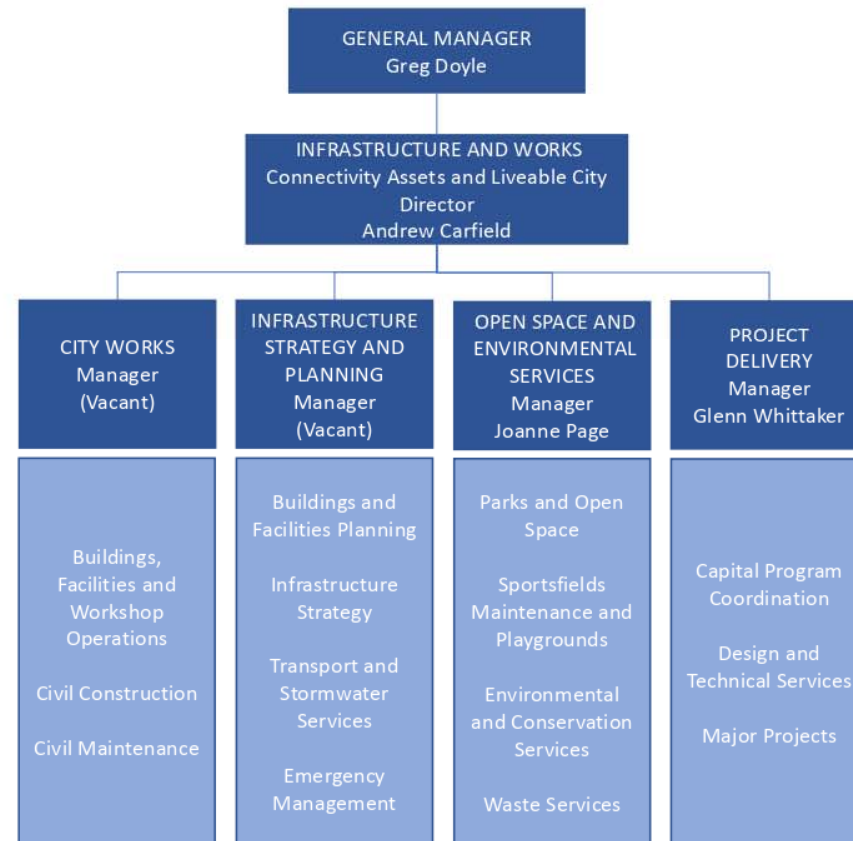 GENERAL MANAGER
Greg Doyle
INFRASTRUCTURE AND WORKS
Connectivity Assets and Liveable City
Director
Andrew Carfield
CITY WORKS
Manager
(Vacant)
INFRASTRUCTURE
STRATEGY AND
PLANNING
Manager
(Vacant)
OPEN SPACE AND
ENVIRONMENTAL
SERVICES
Manager
Joanne Page
PROJECT
DELIVERY
Manager
Glenn Whittaker
Buildings,
Facilities and
Workshop
Operations
Civil Construction
Civil Maintenance
Buildings and
Facilities Planning
Infrastructure
Strategy
Transport and
Stormwater
Services
Emergency
Management
Parks and Open
Space
Sportsfields
Maintenance and
Playgrounds
Environmental
and Conservation
Services
Waste Services
Capital Program
Coordination
Design and
Technical Services
Major Projects